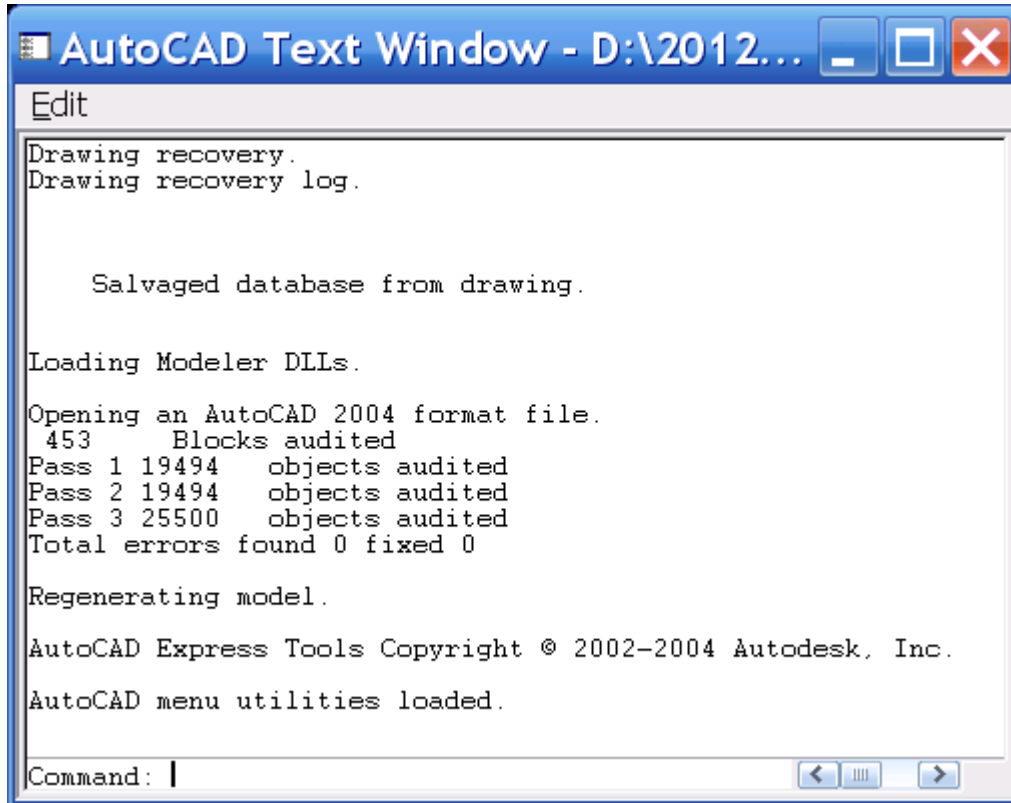 AutoCAD Text Window - D:\2012...
Edit
Drawing recovery.
Drawing recovery log.
Salvaged database from drawing.
Loading Modeler DLLs.
Opening an AutoCAD 2004 format file.
453 Blocks audited
Pass 1 19494 objects audited
Pass 2 19494 objects audited
Pass 3 25500 objects audited
Total errors found 0 fixed 0
Regenerating model.
AutoCAD Express Tools Copyright © 2002-2004 Autodesk, Inc.
AutoCAD menu utilities loaded.
Command: